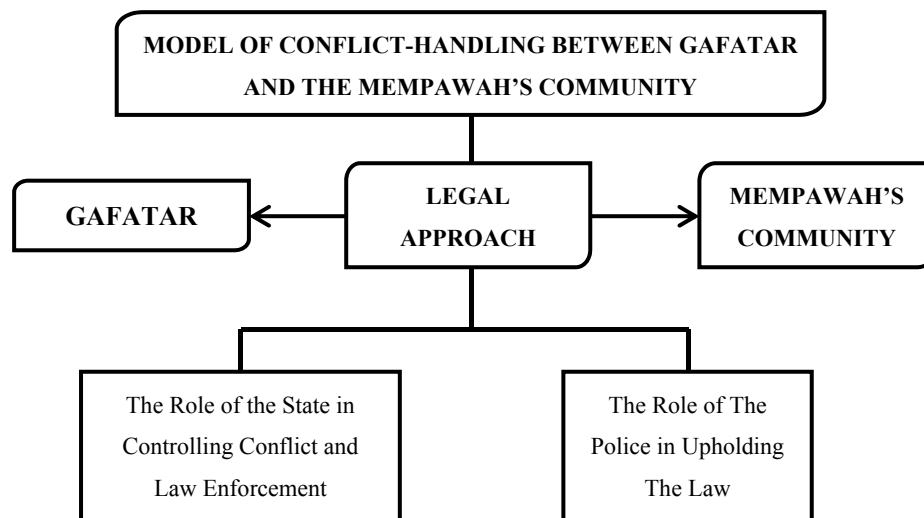 MODEL OF CONFLICT-HANDLING BETWEEN GAFATAR
AND THE MEMPAWAH'S COMMUNITY
GAFATAR
LEGAL
APPROACH
MEMPAWAH'S
COMMUNITY
The Role of the State in
Controlling Conflict and
Law Enforcement
The Role of The
Police in Upholding
The Law